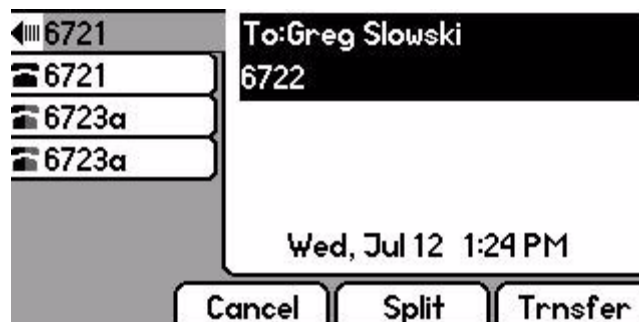 6721
6721
6723a
6723a
To:Greg Slowski
6722
Wed, Jul 12 1:24 PM
Cancel Split Trnsfer